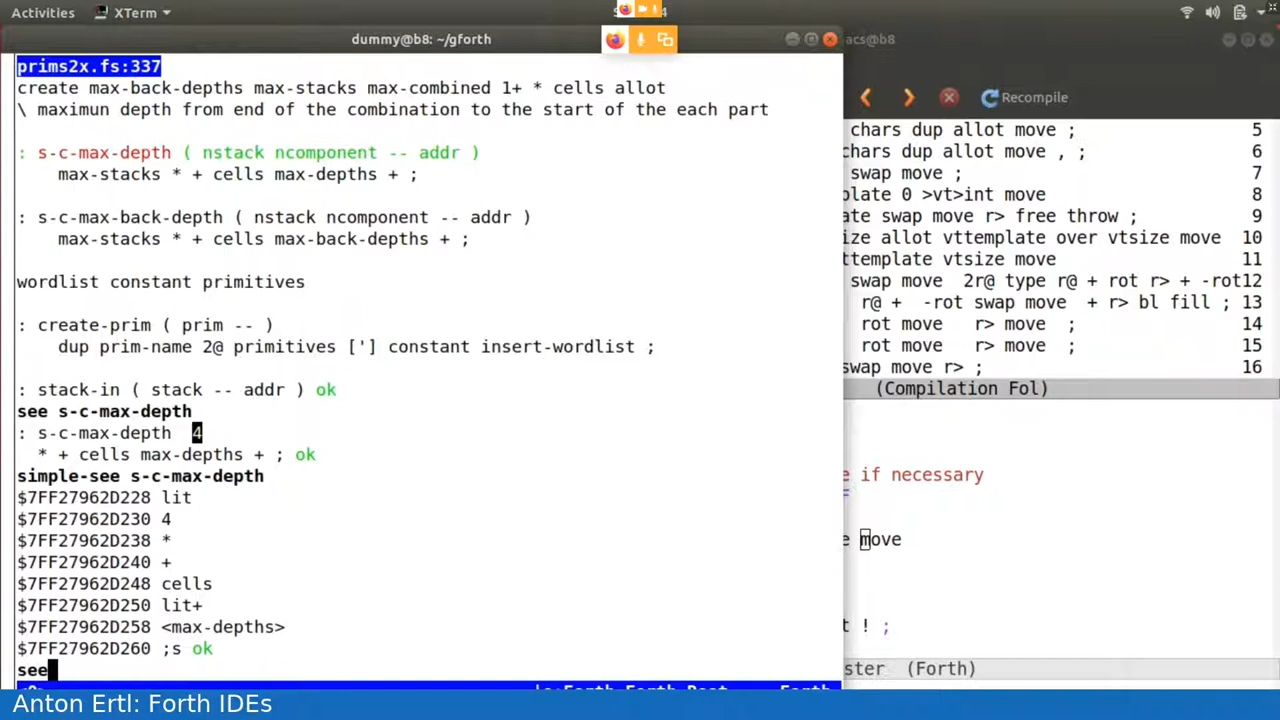 Activities XTerm
dummy@b8: ~/gforth
acs@b8
Recompile
prims2x.fs:337
create max-back-depths max-stacks max-combined 1+ * cells allot
\ maximun depth from end of the combination to the start of the each part
: s-c-max-depth ( nstack ncomponent -- addr )
max-stacks * + cells max-depths + ;
: s-c-max-back-depth ( nstack ncomponent -- addr )
max-stacks * + cells max-back-depths + ;
wordlist constant primitives
: create-prim ( prim -- )
dup prim-name 2@ primitives ['] constant insert-wordlist ;
: stack-in ( stack -- addr ) ok
see s-c-max-depth
: s-c-max-depth 4
* + cells max-depths + ; ok
simple-see s-c-max-depth
$7FF27962D228 lit
$7FF27962D230 4
$7FF27962D238 *
$7FF27962D240 +
$7FF27962D248 cells
$7FF27962D250 lit+
$7FF27962D258 <max-depths>
$7FF27962D260 ;s ok
see
chars dup allot move ; 5
chars dup allot move , ; 6
swap move ; 7
plate 0 >vt>int move 8
ate swap move r> free throw ; 9
ize allot vttemplate over vtsize move 10
ttemplate vtsize move 11
swap move 2r@ type r@ + rot r> + -rot12
r@ + -rot swap move + r> bl fill ; 13
rot move r> move ; 14
rot move r> move ; 15
swap move r> ; 16
(Compilation Fol)
e if necessary
e move
t ! ;
ster (Forth)
Anton Ertl: Forth IDEs